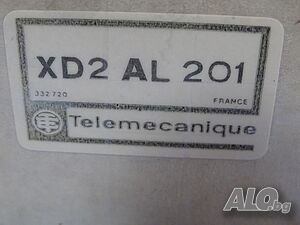 XD2 AL 201
332 720 FRANCE
Telemecanique
ALO.bg